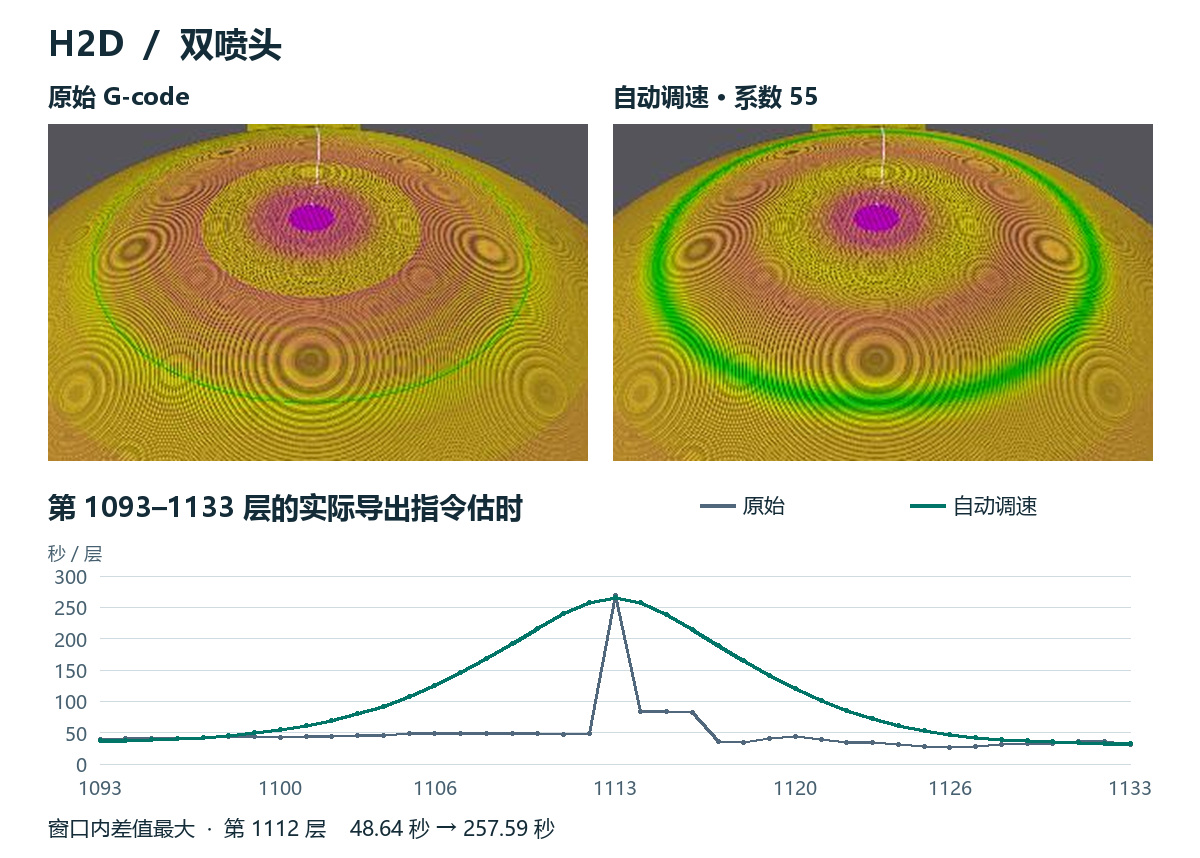 H2D / 双喷头
原始 G-code
自动调速 • 系数 55
第 1093–1133 层的实际导出指令估时
原始
自动调速
秒 / 层
300
250
200
150
100
50
0
1093 1100 1106 1113 1120 1126 1133
窗口内差值最大 · 第 1112 层 48.64 秒 → 257.59 秒